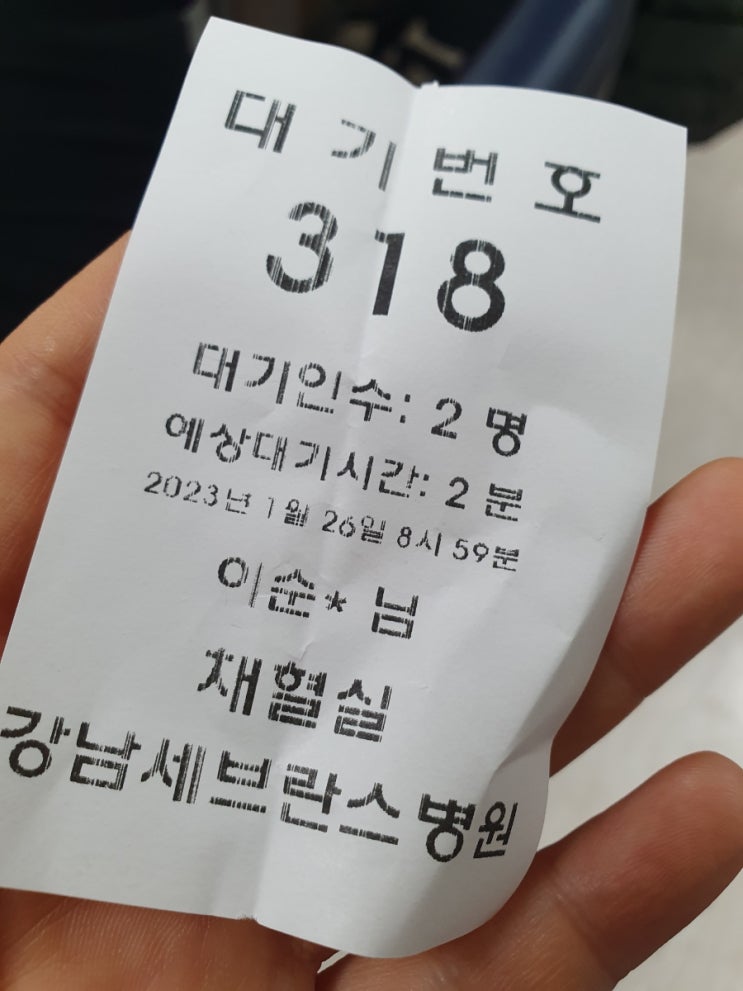 대기번호
318
대기인수: 2 명
예상대기시간: 2 분
2023년 1월 26일 8시 59분
이순* 님
채혈실
강남세브란스병원